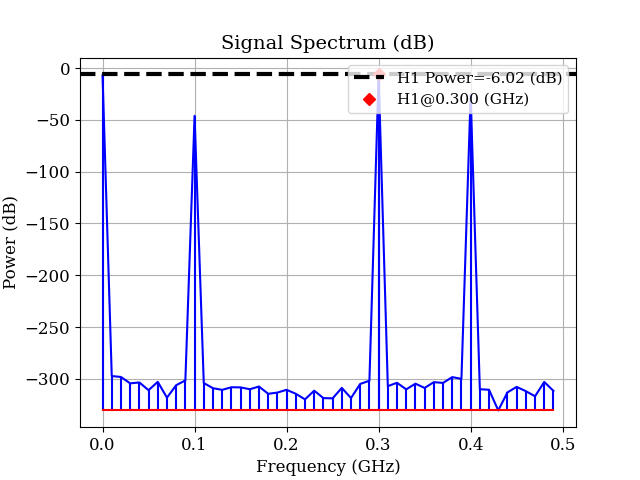 Signal Spectrum (dB)
H1 Power=-6.02 (dB)
H1@0.300 (GHz)
Power (dB)
0
−50
−100
−150
−200
−250
−300
0.0 0.1 0.2 0.3 0.4 0.5
Frequency (GHz)